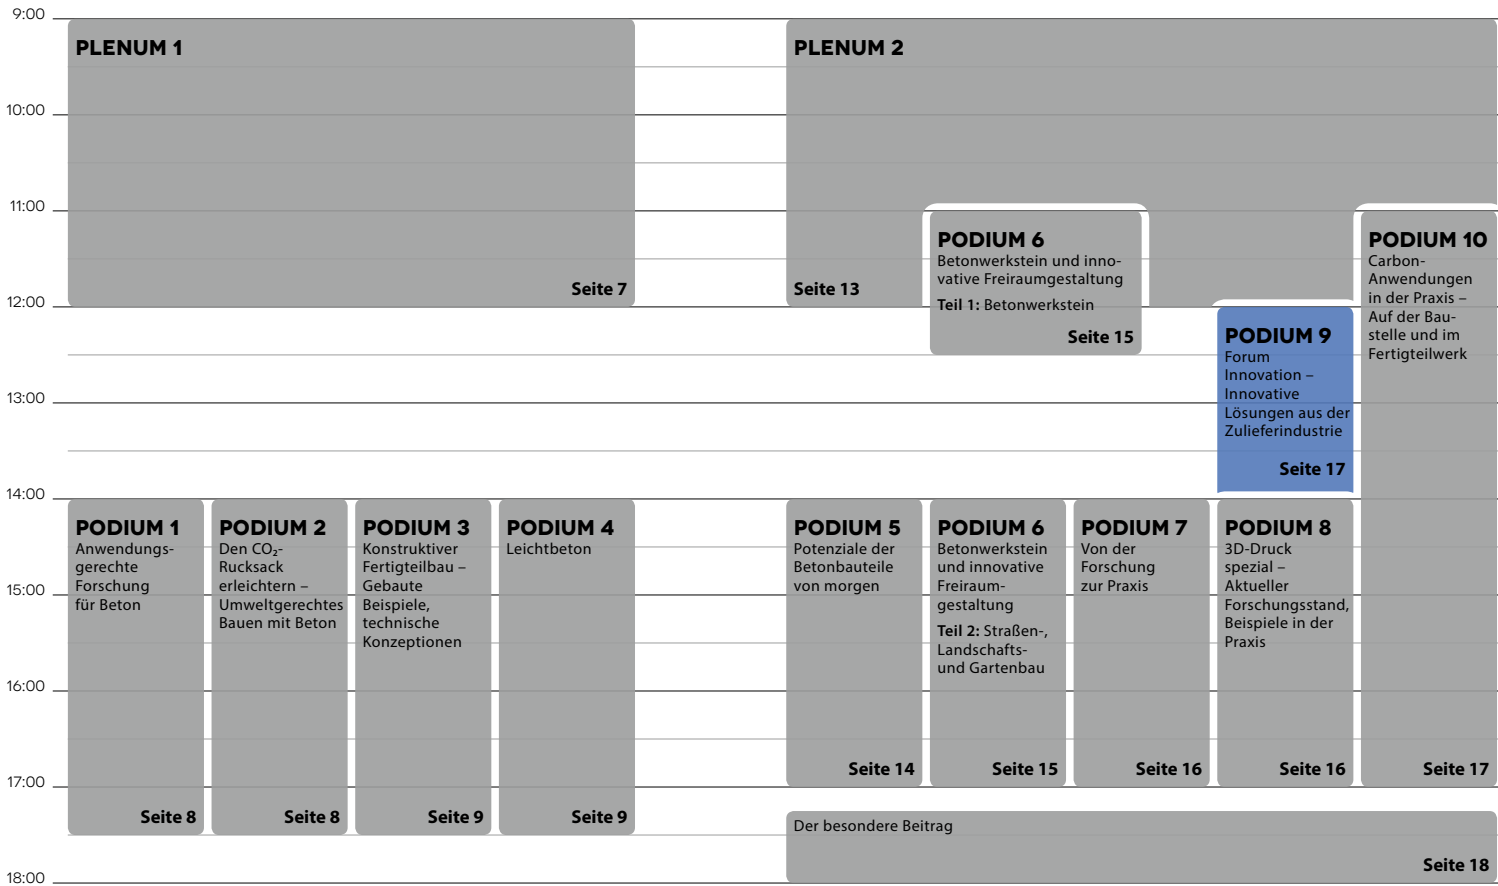 9:00
10:00
11:00
12:00
13:00
14:00
15:00
16:00
17:00
18:00
PLENUM 1
Seite 7
PLENUM 2
Seite 13
PODIUM 6
Betonwerkstein und inno-
vative Freiraumgestaltung
Teil 1: Betonwerkstein
Seite 15
PODIUM 9
Forum
Innovation –
Innovative
Lösungen aus der
Zulieferindustrie
Seite 17
PODIUM 10
Carbon-
Anwendungen
in der Praxis –
Auf der Bau-
stelle und im
Fertigteilwerk
Seite 17
PODIUM 1
Anwendungs-
gerechte
Forschung
für Beton
Seite 8
PODIUM 2
Den CO₂-
Rucksack
erleichtern –
Umweltgerechtes
Bauen mit Beton
Seite 8
PODIUM 3
Konstruktiver
Fertigteilbau –
Gebaute
Beispiele,
technische
Konzeptionen
Seite 9
PODIUM 4
Leichtbeton
Seite 9
PODIUM 5
Potenziale der
Betonbauteile
von morgen
Seite 14
PODIUM 6
Betonwerkstein
und innovative
Freiraum-
gestaltung
Teil 2: Straßen-,
Landschafts-
und Gartenbau
Seite 15
PODIUM 7
Von der
Forschung
zur Praxis
Seite 16
PODIUM 8
3D-Druck
spezial –
Aktueller
Forschungsstand,
Beispiele in der
Praxis
Seite 16
Der besondere Beitrag
Seite 18